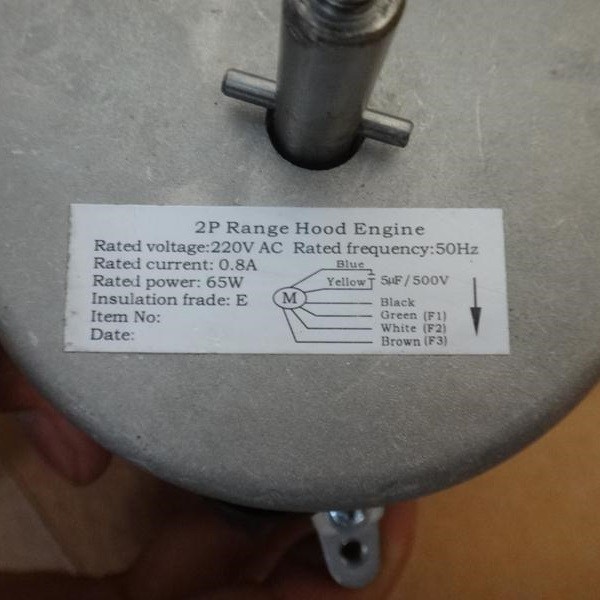 2P Range Hood Engine
Rated voltage:220V AC Rated frequency:50Hz
Rated current: 0.8A
Blue
Rated power: 65W
Yellow
5uF/500V
Insulation frade: E
M
Black
Item No:
Green (F1)
White (F2)
Date:
Brown (F3)